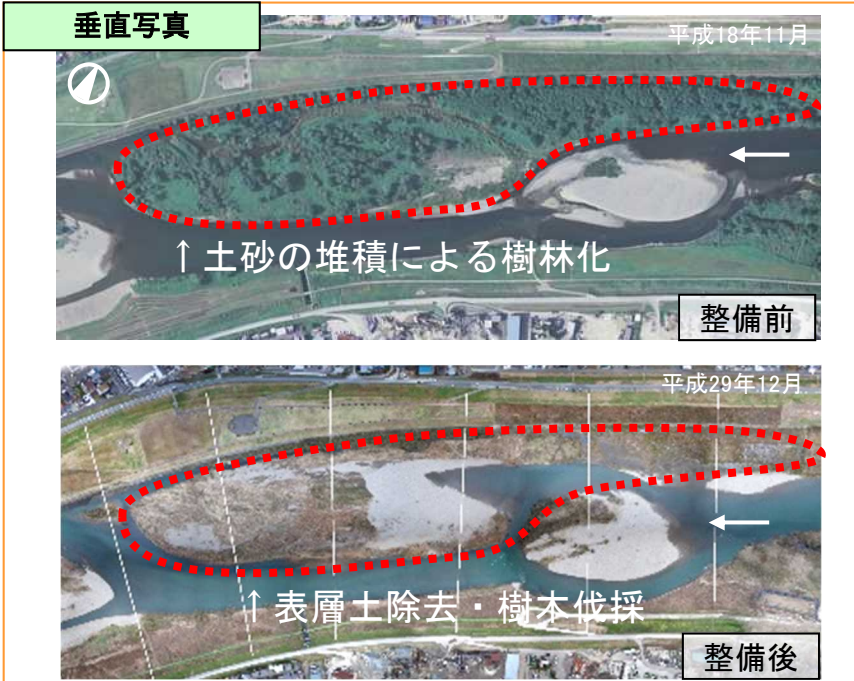 垂直写真
平成18年11月
↑土砂の堆積による樹林化
整備前
平成29年12月
↑表層土除去・樹木伐採
整備後